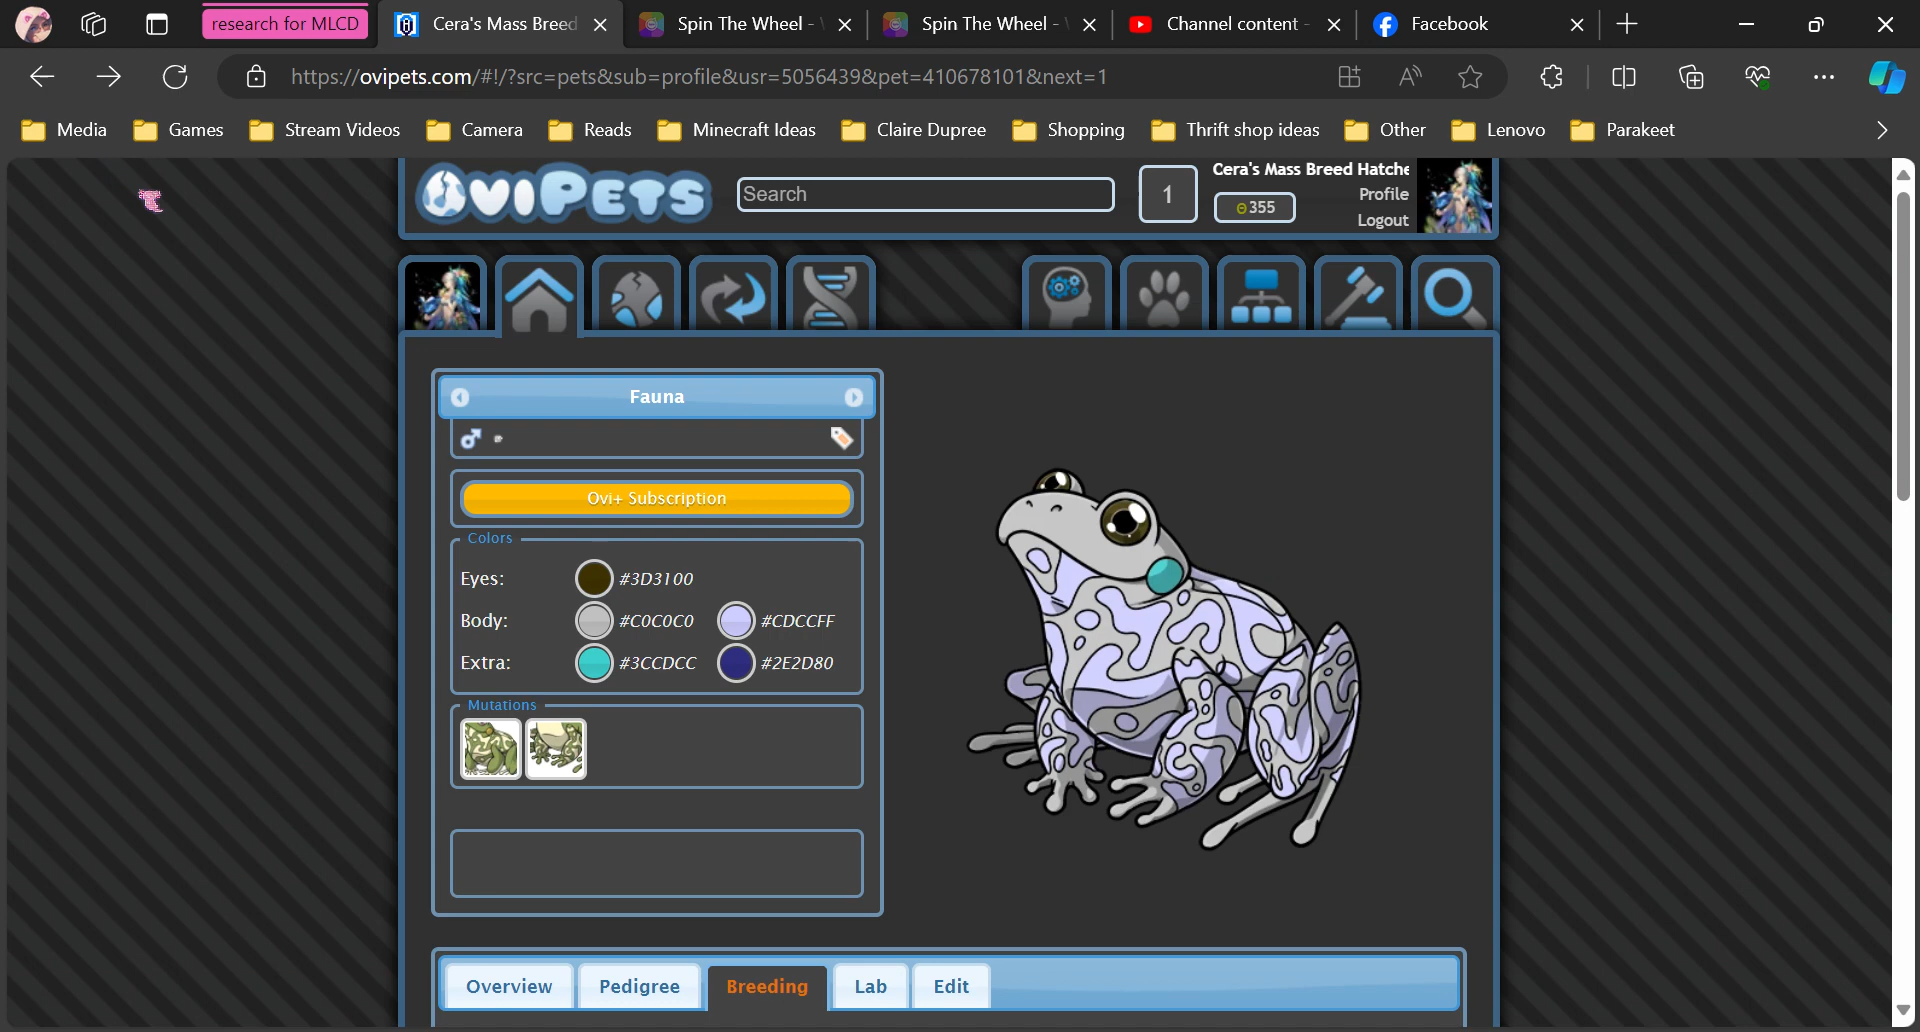 research for MLCD
Cera's Mass Breed
Spin The Wheel -
Spin The Wheel -
Channel content -
Facebook
https://ovipets.com/#!/?src=pets&sub=profile&usr=5056439&pet=410678101&next=1
Media
Games
Stream Videos
Camera
Reads
Minecraft Ideas
Claire Dupree
Shopping
Thrift shop ideas
Other
Lenovo
Parakeet
OviPets
Search
1
Cera's Mass Breed Hatche
355
Profile
Logout
Fauna
Ovi+ Subscription
Colors
Eyes: #3D3100
Body: #C0C0C0 #CDCCFF
Extra: #3CCDCC #2E2D80
Mutations
Overview
Pedigree
Breeding
Lab
Edit